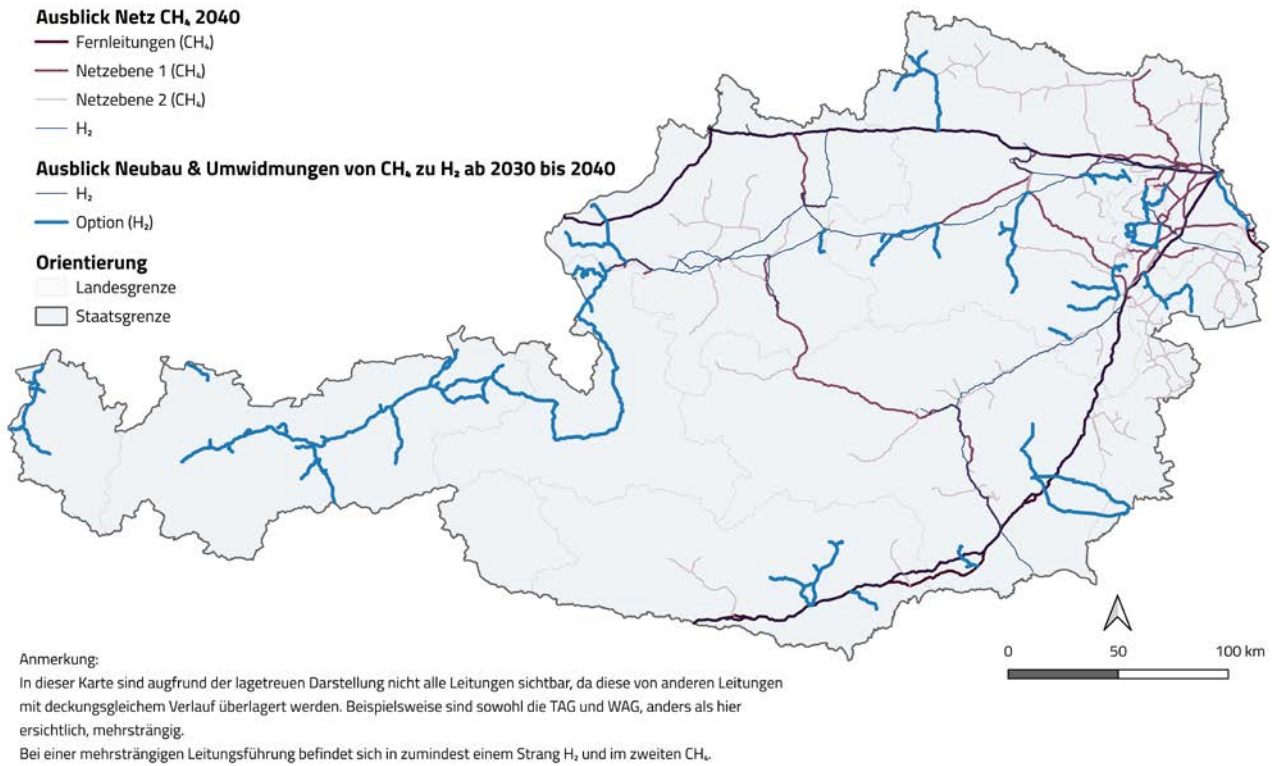 Ausblick Netz CH₄ 2040
Fernleitungen (CH₄)
Netzebene 1 (CH₄)
Netzebene 2 (CH₄)
H₂
Ausblick Neubau & Umwidmungen von CH₄ zu H₂ ab 2030 bis 2040
H₂
Option (H₂)
Orientierung
Landesgrenze
Staatsgrenze
0 50 100 km
Anmerkung:
In dieser Karte sind augfrund der lagetreuen Darstellung nicht alle Leitungen sichtbar, da diese von anderen Leitungen
mit deckungsgleichem Verlauf überlagert werden. Beispielsweise sind sowohl die TAG und WAG, anders als hier
ersichtlich, mehrsträngig.
Bei einer mehrsträngigen Leitungsführung befindet sich in zumindest einem Strang H₂ und im zweiten CH₄.